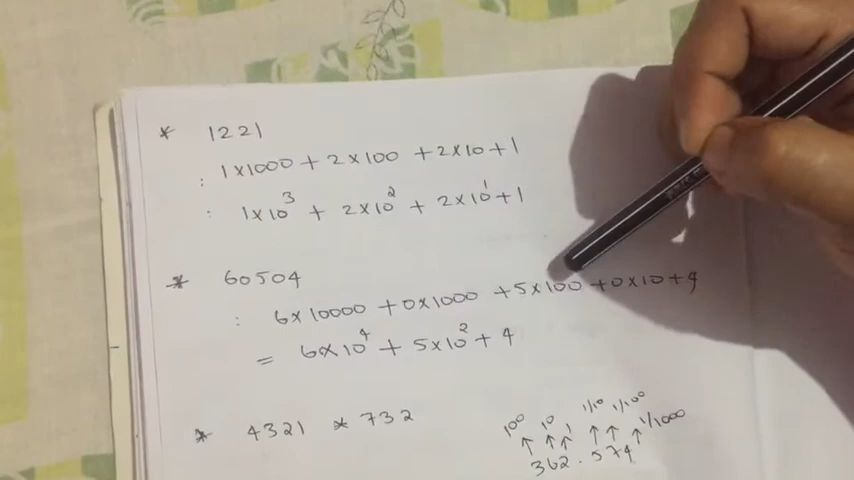 * 1221
: 1×1000 + 2×100 + 2×10 + 1
: 1×10³ + 2×10² + 2×10¹ + 1
* 60504
: 6×10000 + 0×1000 + 5×100 + 0×10 + 4
= 6×10⁴ + 5×10² + 4
* 4321 * 732
100 10 1 1/10 1/100 1/1000
↑ ↑ ↑ ↑ ↑ ↑
362.574